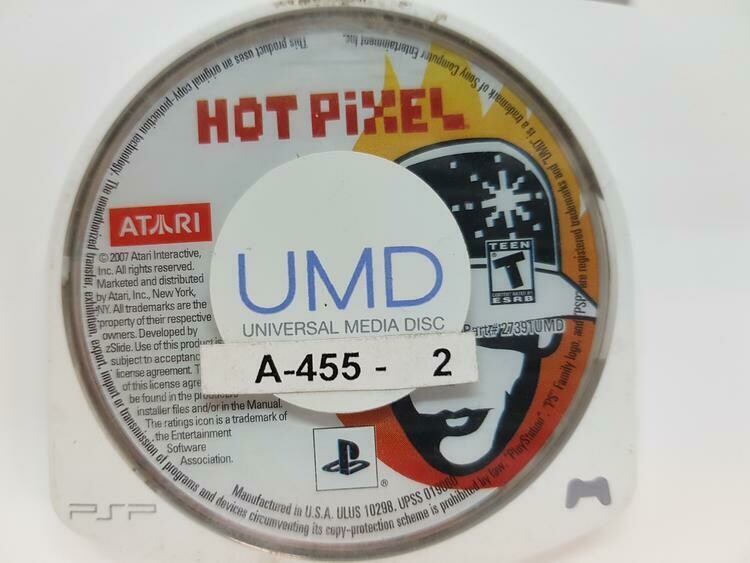 HOT PiXEL
ATARI
© 2007 Atari Interactive,
Inc. All rights reserved.
Marketed and distributed
by Atari, Inc., New York,
NY. All trademarks are the
property of their respective
owners. Developed by
zSlide. Use of this product is
subject to acceptance
license agreement. T
of this license agre
be found in the
installer files and/or in the Manual.
The ratings icon is a trademark of
the Entertainment
Software
Association.
UMD
UNIVERSAL MEDIA DISC
A-455 - 2
TEEN
T
CONTENT RATED BY
ESRB
Part# 27391UMD
Manufactured in U.S.A. ULUS 10298. UPSS
"PlayStation", "PS" Family logo, and "PSP" are registered trademarks and "UMD" is a trademark of Sony Computer Entertainment Inc.
This product uses an original copy-protection technology. The unauthorized transfer, exhibition, export, import or transmission of programs and devices circumventing its copy-protection scheme is prohibited by law.
®
PSP